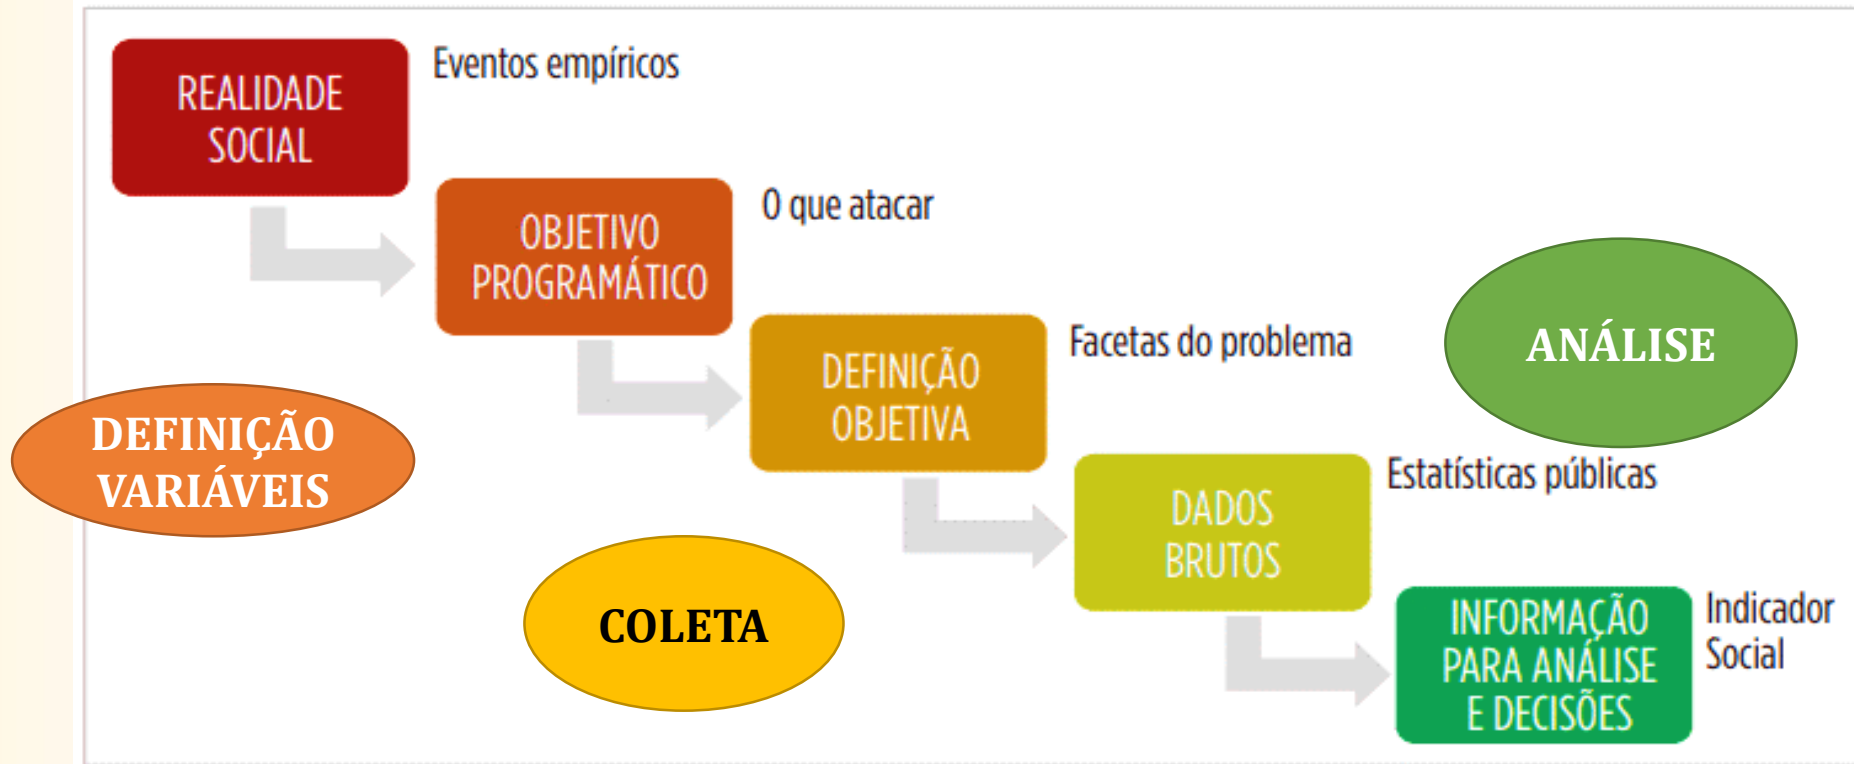 REALIDADE
SOCIAL
Eventos empíricos
OBJETIVO
PROGRAMÁTICO
O que atacar
DEFINIÇÃO
OBJETIVA
Facetas do problema
ANÁLISE
DEFINIÇÃO
VARIÁVEIS
DADOS
BRUTOS
Estatísticas públicas
COLETA
INFORMAÇÃO
PARA ANÁLISE
E DECISÕES
Indicador
Social